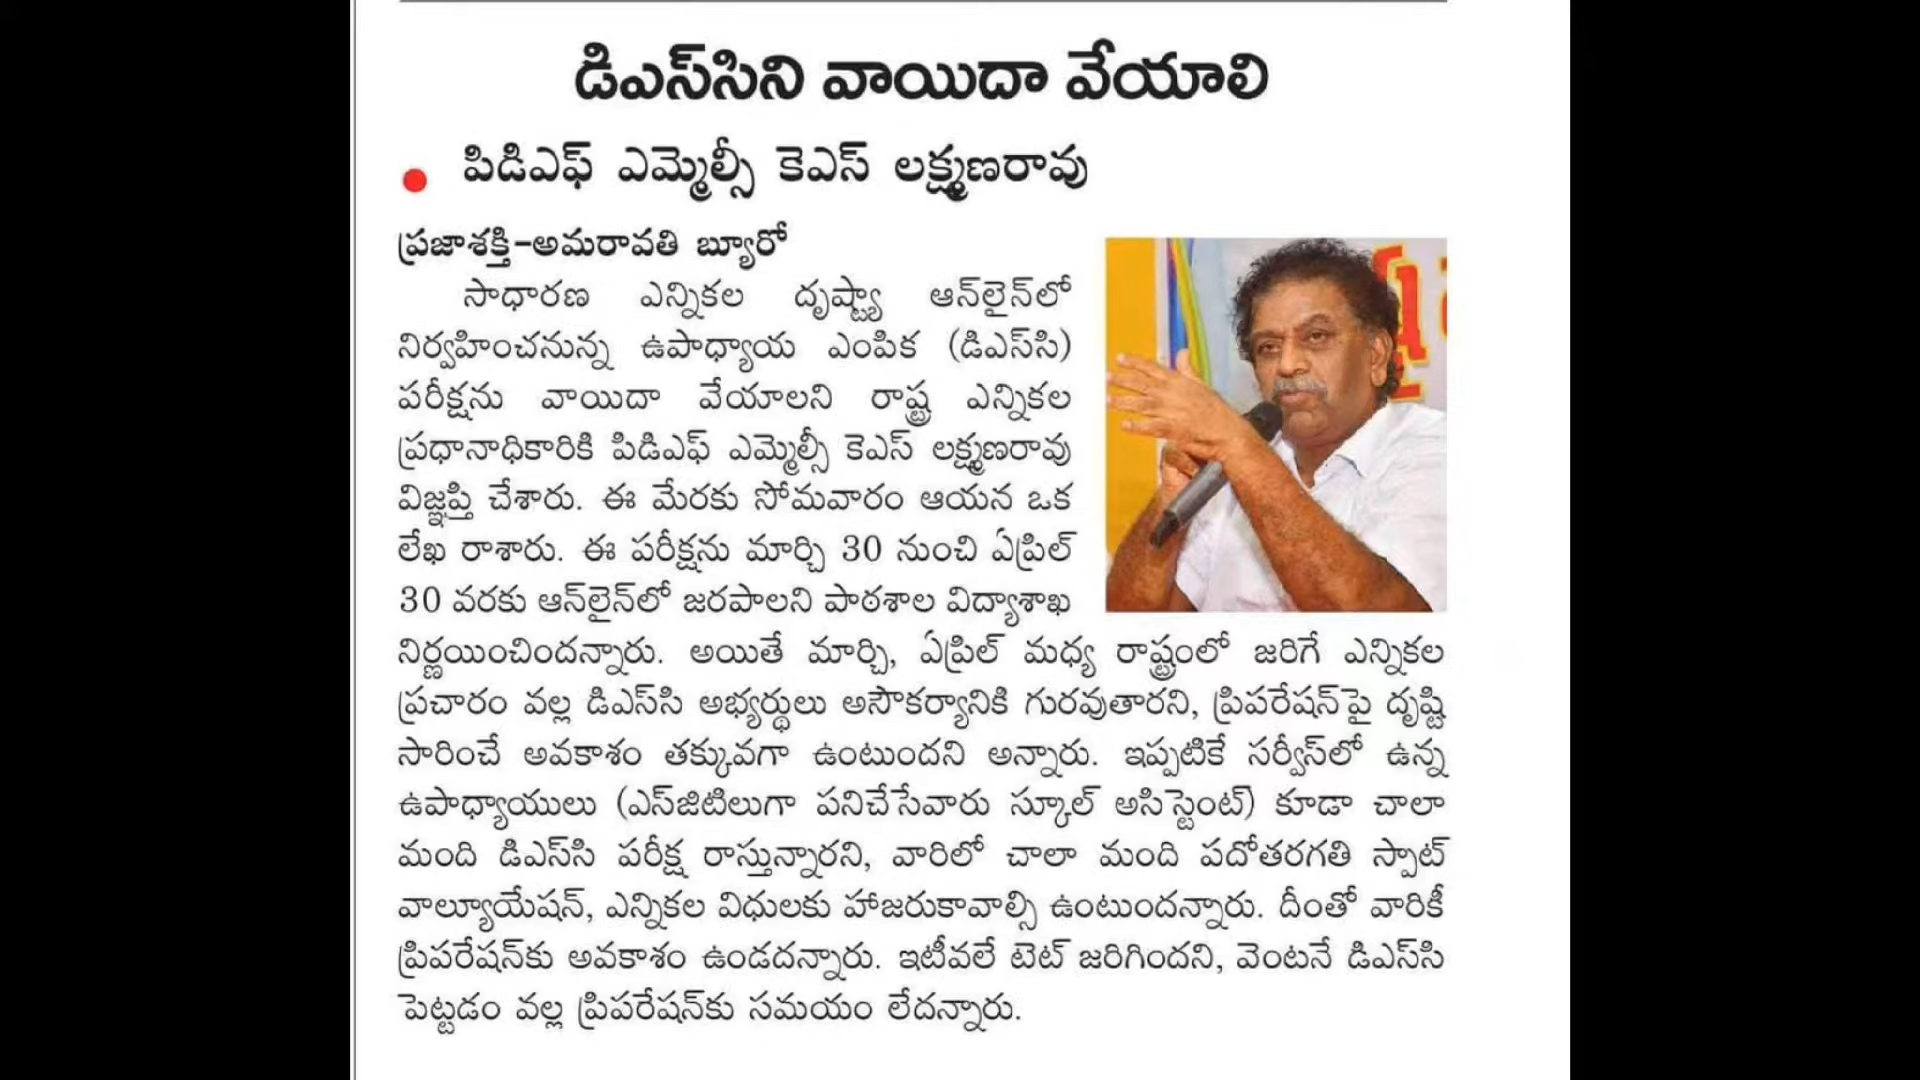 డిఎస్‌సిని వాయిదా వేయాలి
పిడిఎఫ్ ఎమ్మెల్సీ కెఎస్ లక్ష్మణరావు
ప్రజాశక్తి-అమరావతి బ్యూరో
సాధారణ ఎన్నికల దృష్ట్యా ఆన్‌లైన్‌లో
నిర్వహించనున్న ఉపాధ్యాయ ఎంపిక (డిఎస్‌సి)
పరీక్షను వాయిదా వేయాలని రాష్ట్ర ఎన్నికల
ప్రధానాధికారికి పిడిఎఫ్ ఎమ్మెల్సీ కెఎస్ లక్ష్మణరావు
విజ్ఞప్తి చేశారు. ఈ మేరకు సోమవారం ఆయన ఒక
లేఖ రాశారు. ఈ పరీక్షను మార్చి 30 నుంచి ఏప్రిల్
30 వరకు ఆన్‌లైన్‌లో జరపాలని పాఠశాల విద్యాశాఖ
నిర్ణయించిందన్నారు. అయితే మార్చి, ఏప్రిల్ మధ్య రాష్ట్రంలో జరిగే ఎన్నికల
ప్రచారం వల్ల డిఎస్‌సి అభ్యర్థులు అసౌకర్యానికి గురవుతారని, ప్రిపరేషన్‌పై దృష్టి
సారించే అవకాశం తక్కువగా ఉంటుందని అన్నారు. ఇప్పటికే సర్వీస్‌లో ఉన్న
ఉపాధ్యాయులు (ఎస్‌జిటిలుగా పనిచేసేవారు స్కూల్ అసిస్టెంట్) కూడా చాలా
మంది డిఎస్‌సి పరీక్ష రాస్తున్నారని, వారిలో చాలా మంది పదోతరగతి స్పాట్
వాల్యూయేషన్, ఎన్నికల విధులకు హాజరుకావాల్సి ఉంటుందన్నారు. దీంతో వారికీ
ప్రిపరేషన్‌కు అవకాశం ఉండదన్నారు. ఇటీవలే టెట్ జరిగిందని, వెంటనే డిఎస్‌సి
పెట్టడం వల్ల ప్రిపరేషన్‌కు సమయం లేదన్నారు.